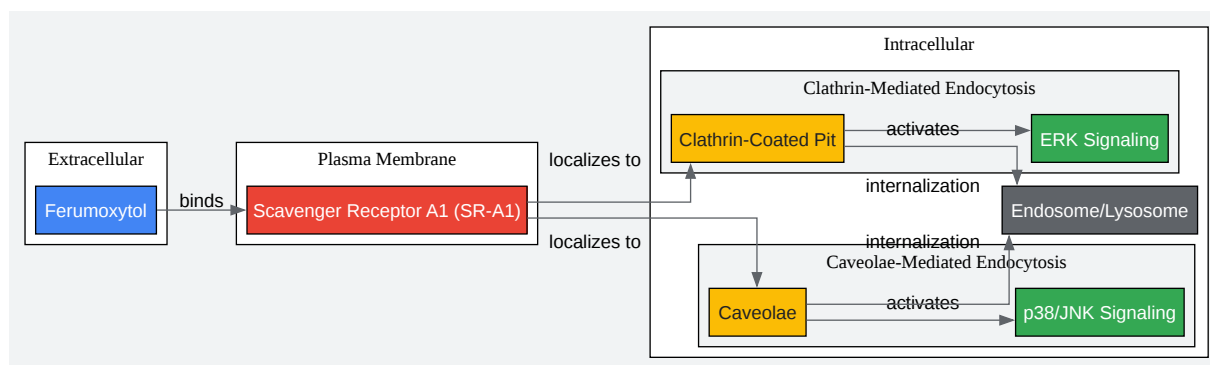 Intracellular
Clathrin-Mediated Endocytosis
Clathrin-Coated Pit
activates
ERK Signaling
Extracellular
Plasma Membrane
localizes to
internalization
Ferumoxytol
binds
Scavenger Receptor A1 (SR-A1)
Endosome/Lysosome
localizes to
internalization
Caveolae-Mediated Endocytosis
Caveolae
activates
p38/JNK Signaling